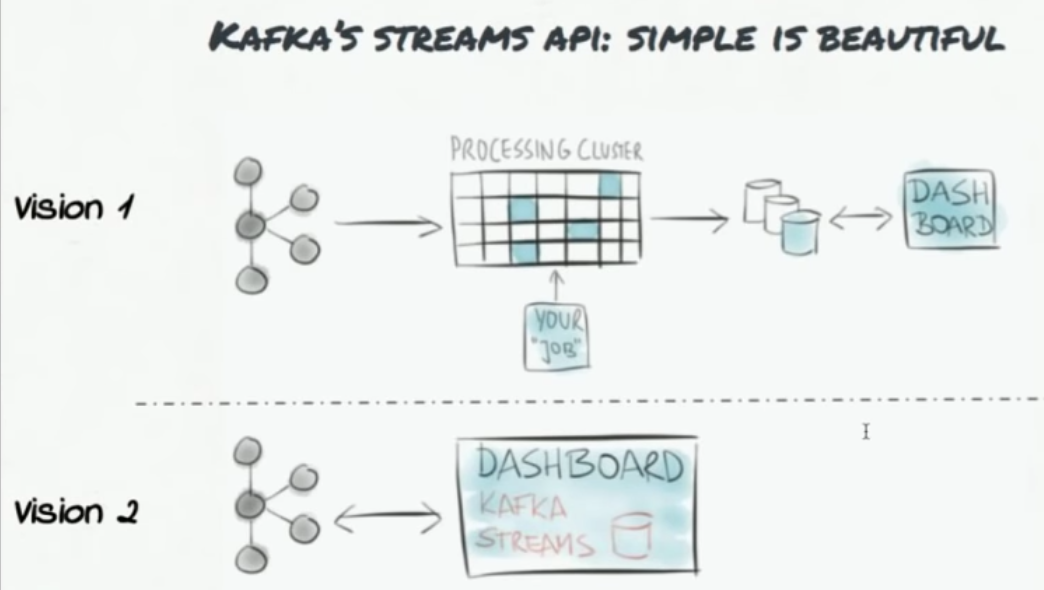 KAFKA'S STREAMS API: SIMPLE IS BEAUTIFUL
PROCESSING CLUSTER
Vision 1
DASH
BOARD
YOUR
"JOB"
Vision 2
DASHBOARD
KAFKA
STREAMS